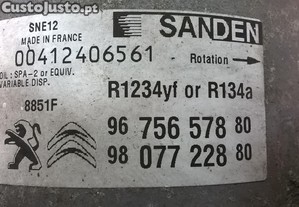 CustoJusto.pt
SNE12
MADE IN FRANCE
SANDEN
00412406561
Rotation
OIL : SPA-2 or EQUIV.
VARIABLE DISP.
R1234yf or R134a
8851F
96 756 578 80
98 077 228 80